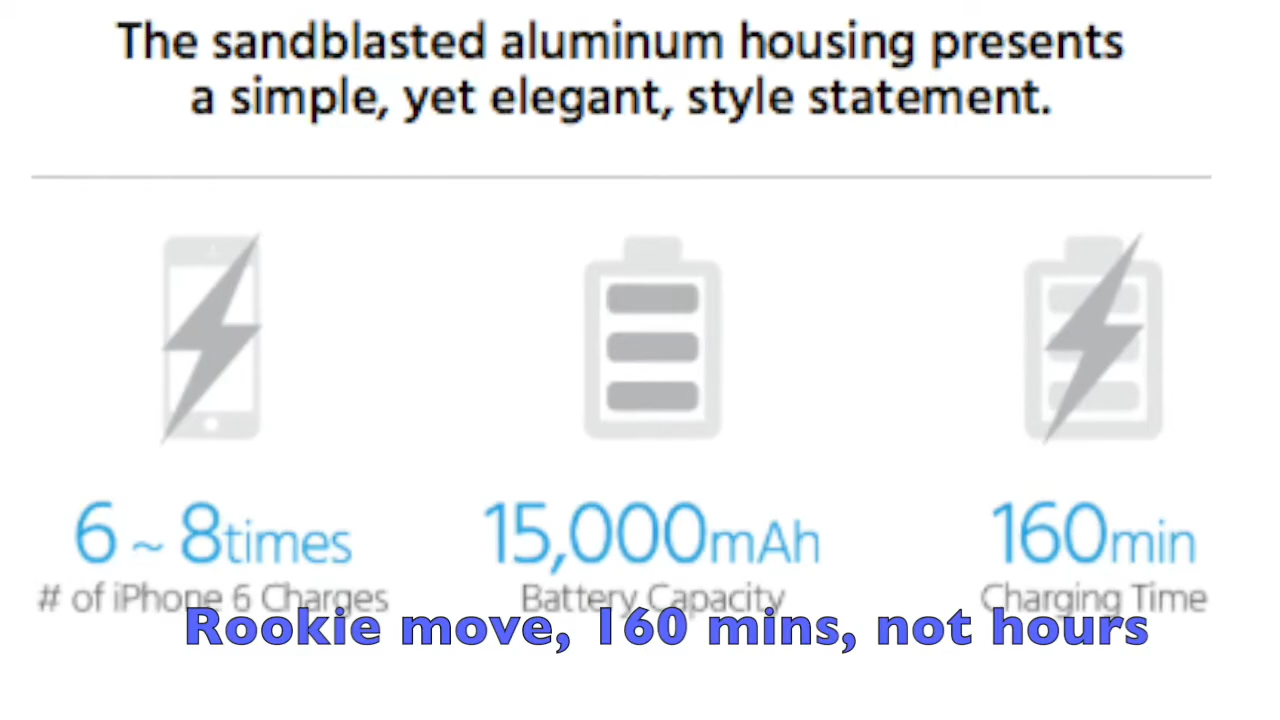 The sandblasted aluminum housing presents
a simple, yet elegant, style statement.
6 ~ 8times
# of iPhone 6 Charges
15,000mAh
Battery Capacity
160min
Charging Time
Rookie move, 160 mins, not hours